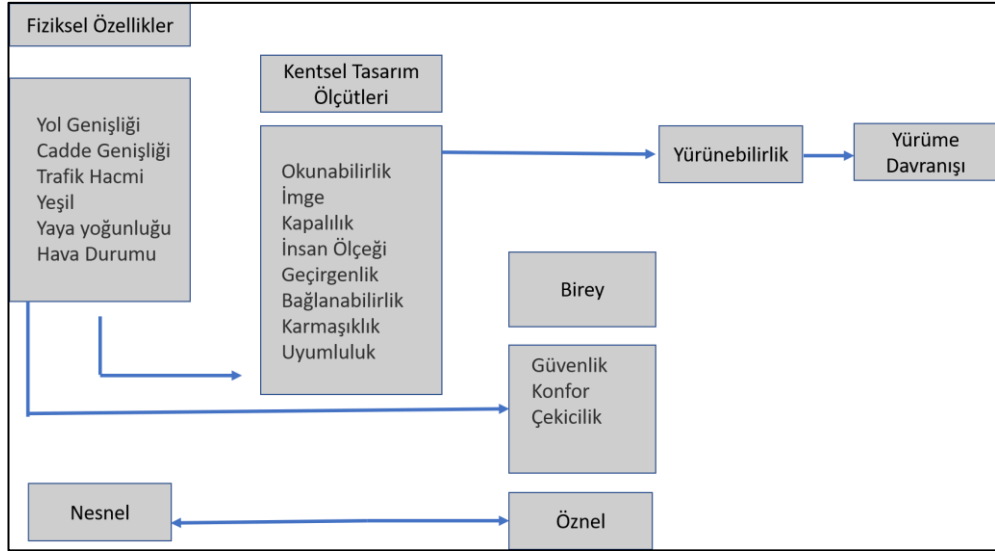 Fiziksel Özellikler
Yol Genişliği
Cadde Genişliği
Trafik Hacmi
Yeşil
Yaya yoğunluğu
Hava Durumu
Kentsel Tasarım
Ölçütleri
Okunabilirlik
İmge
Kapalılık
İnsan Ölçeği
Geçirgenlik
Bağlanabilirlik
Karmaşıklık
Uyumluluk
Yürünebilirlik
Yürüme
Davranışı
Birey
Güvenlik
Konfor
Çekicilik
Nesnel
Öznel